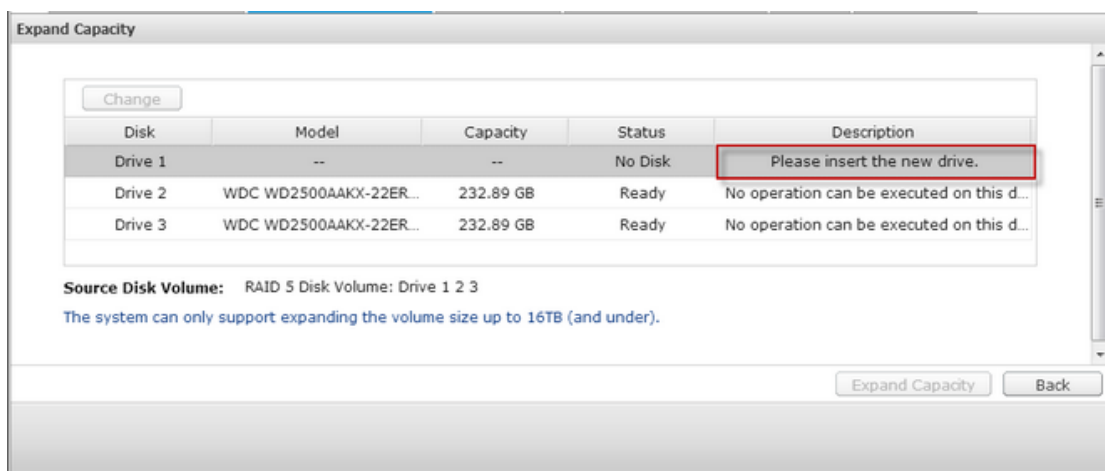 Expand Capacity
Change
Disk Model Capacity Status Description
Drive 1 -- -- No Disk Please insert the new drive.
Drive 2 WDC WD2500AAKX-22ER... 232.89 GB Ready No operation can be executed on this d...
Drive 3 WDC WD2500AAKX-22ER... 232.89 GB Ready No operation can be executed on this d...
Source Disk Volume: RAID 5 Disk Volume: Drive 1 2 3
The system can only support expanding the volume size up to 16TB (and under).
Expand Capacity Back